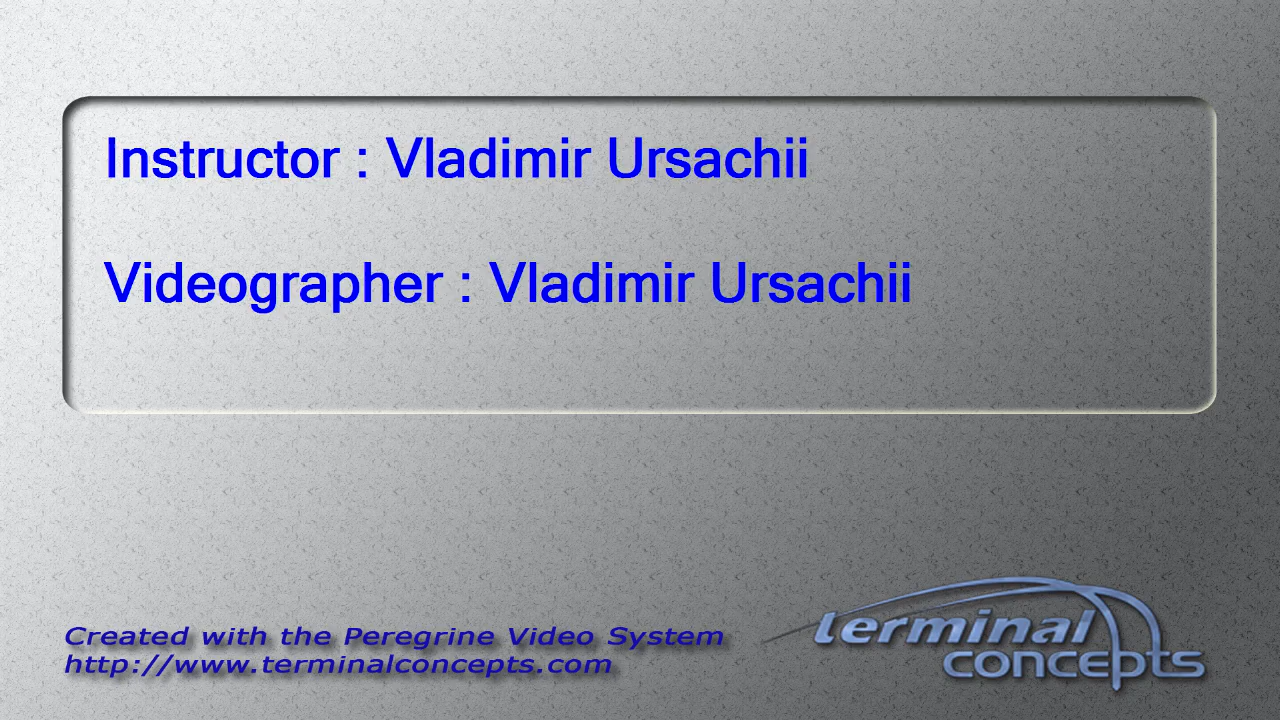 Instructor : Vladimir Ursachii
Videographer : Vladimir Ursachii
Created with the Peregrine Video System
http://www.terminalconcepts.com
terminal
concepts